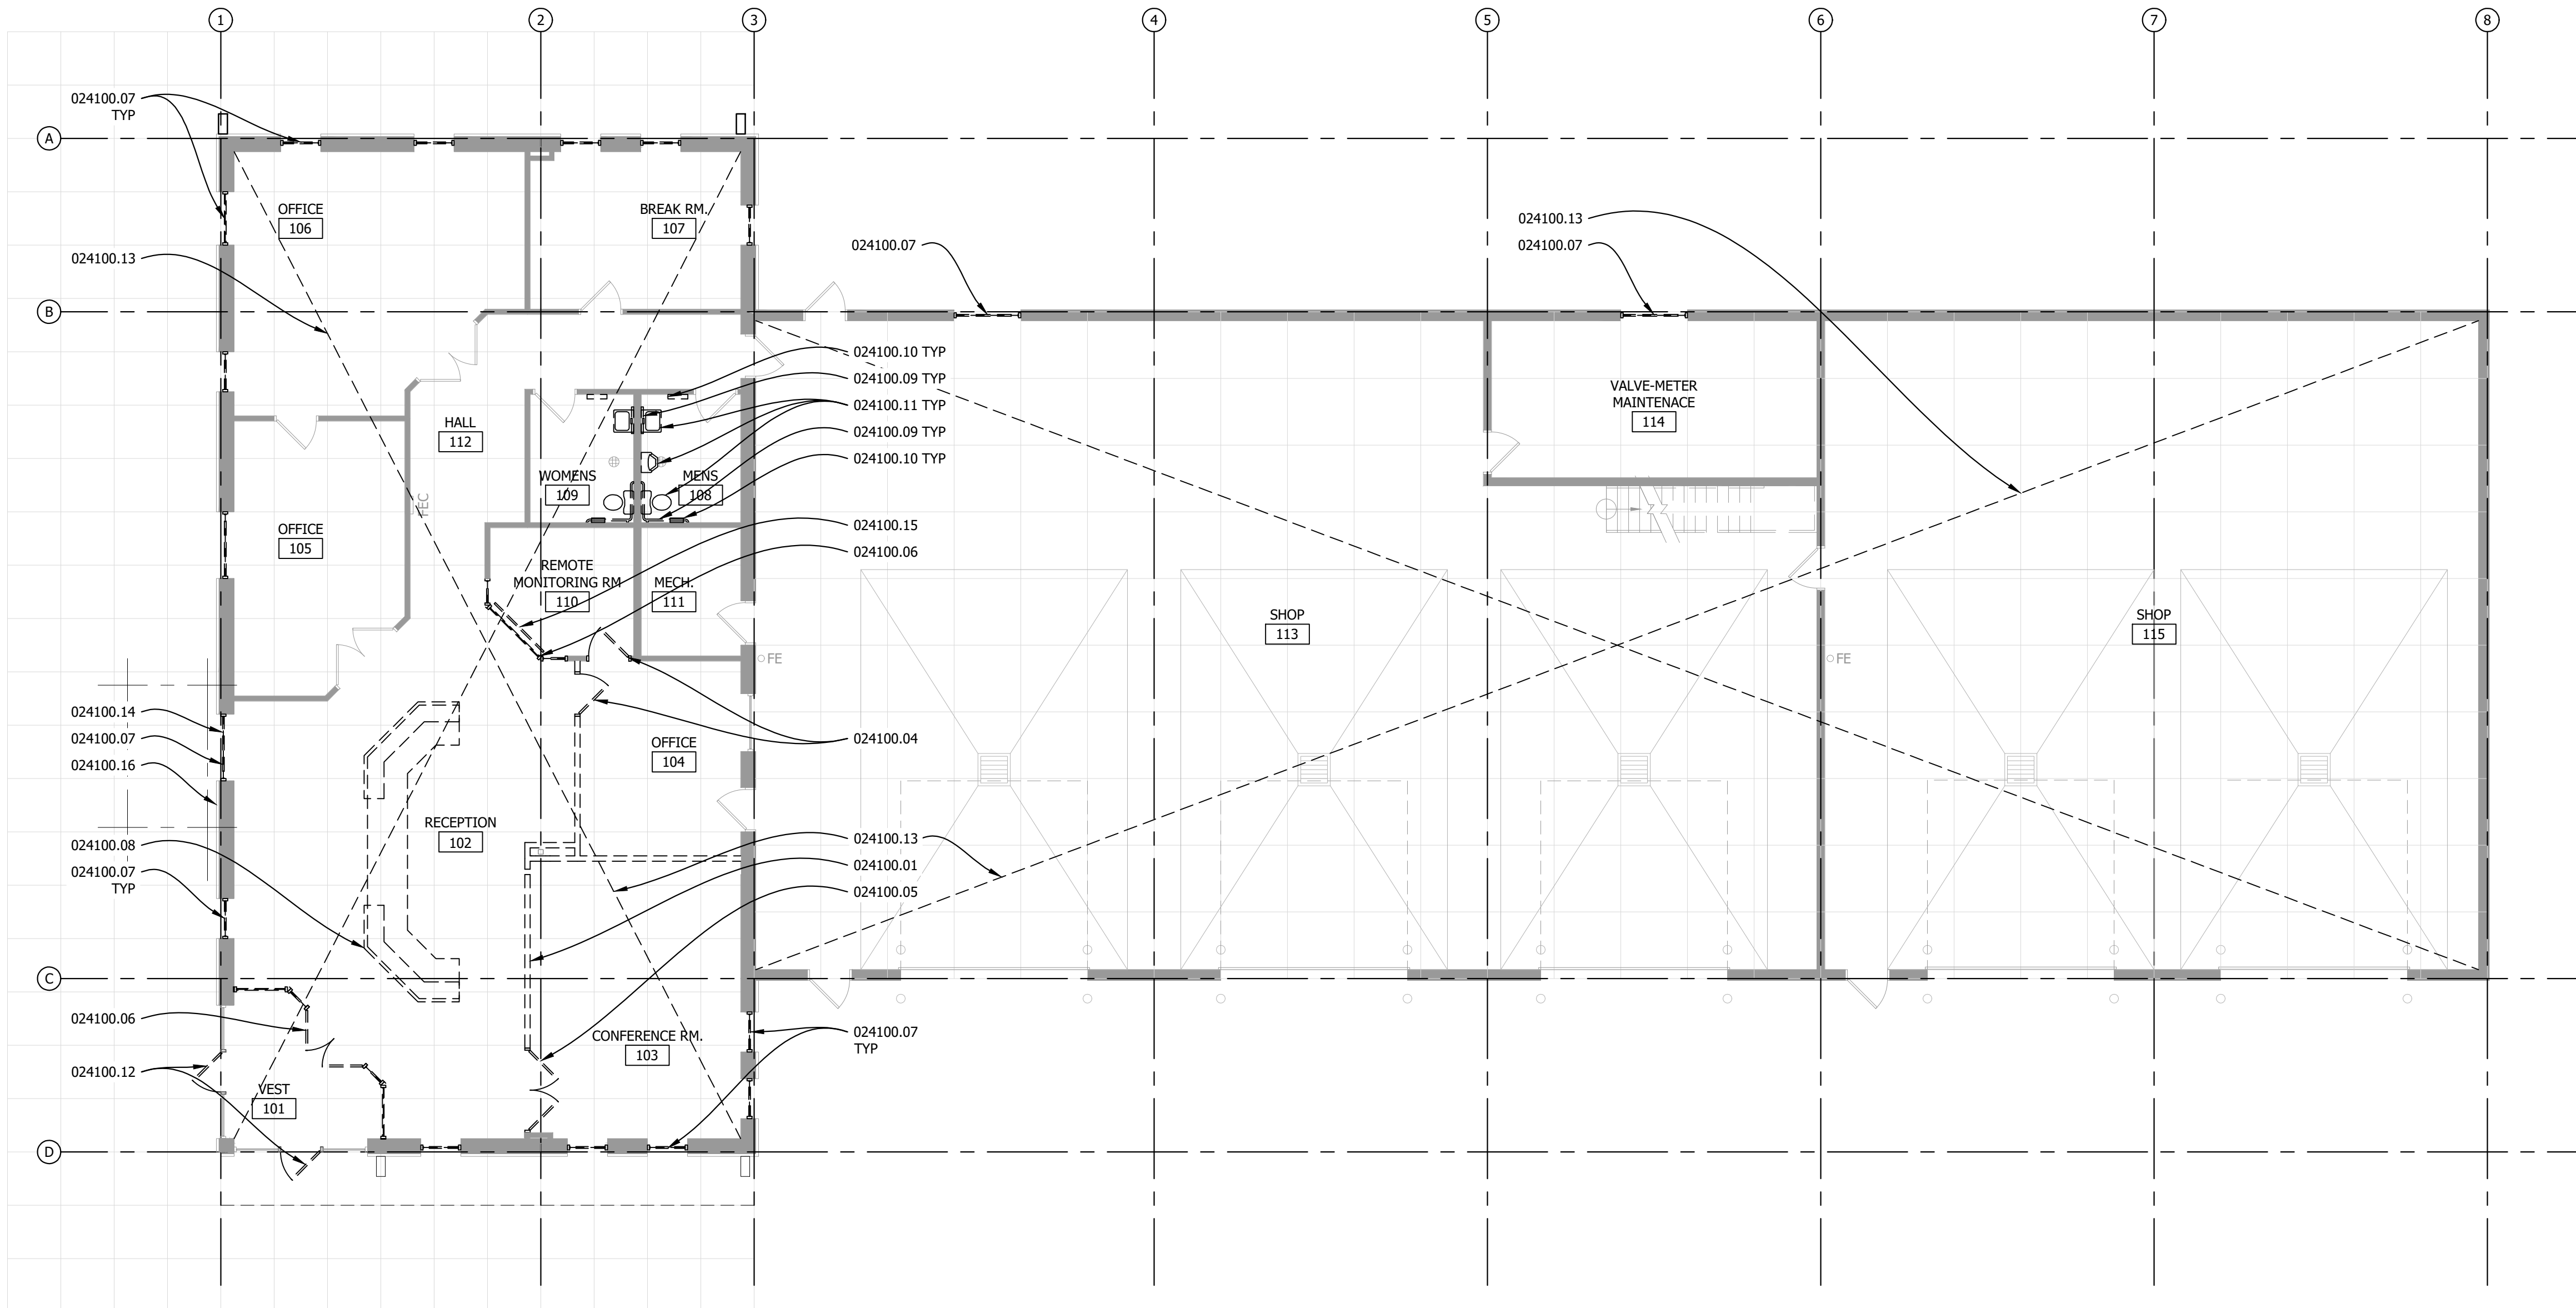 1
2
3
4
5
6
7
8
024100.07
TYP
A
OFFICE
106
BREAK RM.
107
024100.13
024100.07
024100.07
024100.13
B
024100.10 TYP
024100.09 TYP
024100.11 TYP
024100.09 TYP
024100.10 TYP
VALVE-METER
MAINTENACE
114
HALL
112
WOMENS
109
MENS
108
FEC
OFFICE
105
024100.15
024100.06
REMOTE
MONITORING RM
110
MECH.
111
SHOP
113
SHOP
115
FE
FE
024100.14
024100.07
024100.16
024100.04
OFFICE
104
RECEPTION
102
024100.08
024100.07
TYP
024100.13
024100.01
024100.05
C
024100.06
024100.12
CONFERENCE RM.
103
024100.07
TYP
VEST
101
D